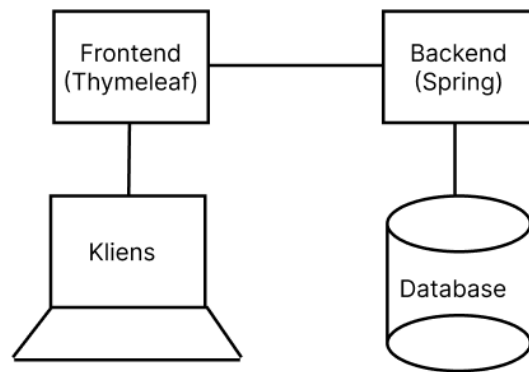 Frontend
(Thymeleaf)
Backend
(Spring)
Kliens
Database